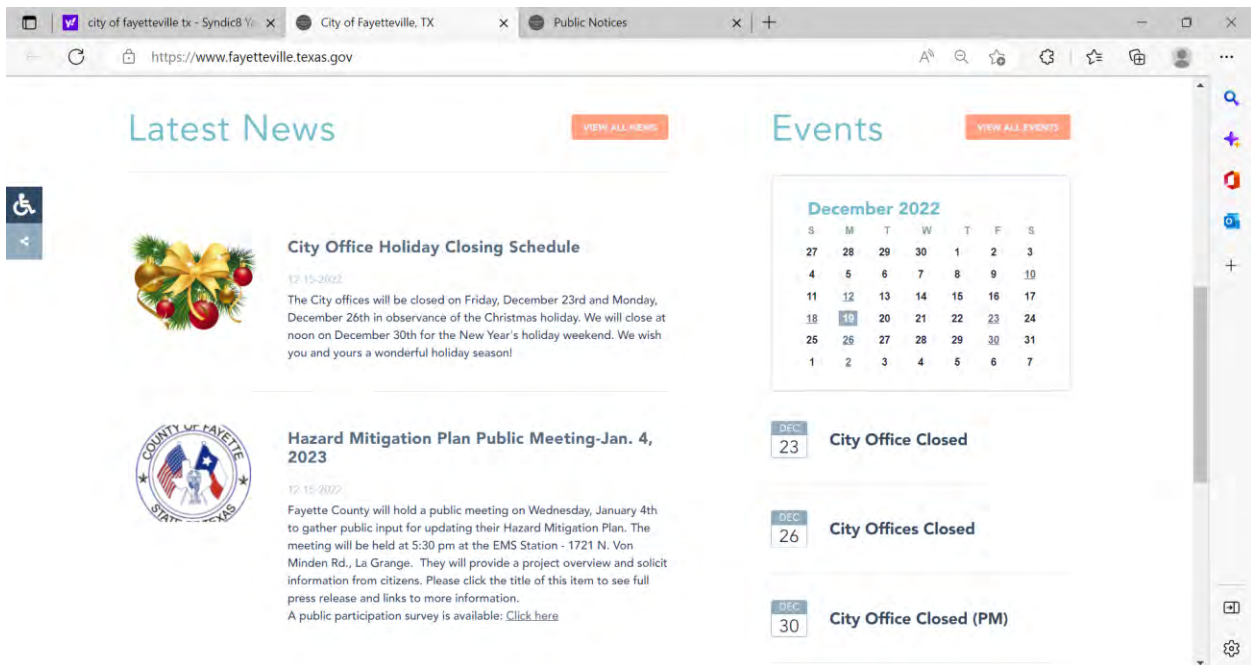 city of fayetteville tx - Syndic8 Ya
City of Fayetteville, TX
Public Notices
https://www.fayetteville.texas.gov
Latest News
VIEW ALL NEWS
City Office Holiday Closing Schedule
12-15-2022
The City offices will be closed on Friday, December 23rd and Monday,
December 26th in observance of the Christmas holiday. We will close at
noon on December 30th for the New Year's holiday weekend. We wish
you and yours a wonderful holiday season!
COUNTY OF FAYETTE
STATE OF TEXAS
Hazard Mitigation Plan Public Meeting-Jan. 4,
2023
12-15-2022
Fayette County will hold a public meeting on Wednesday, January 4th
to gather public input for updating their Hazard Mitigation Plan. The
meeting will be held at 5:30 pm at the EMS Station - 1721 N. Von
Minden Rd., La Grange. They will provide a project overview and solicit
information from citizens. Please click the title of this item to see full
press release and links to more information.
A public participation survey is available: Click here
Events
VIEW ALL EVENTS
December 2022
S M T W T F S
27 28 29 30 1 2 3
4 5 6 7 8 9 10
11 12 13 14 15 16 17
18 19 20 21 22 23 24
25 26 27 28 29 30 31
1 2 3 4 5 6 7
DEC
23
City Office Closed
DEC
26
City Offices Closed
DEC
30
City Office Closed (PM)